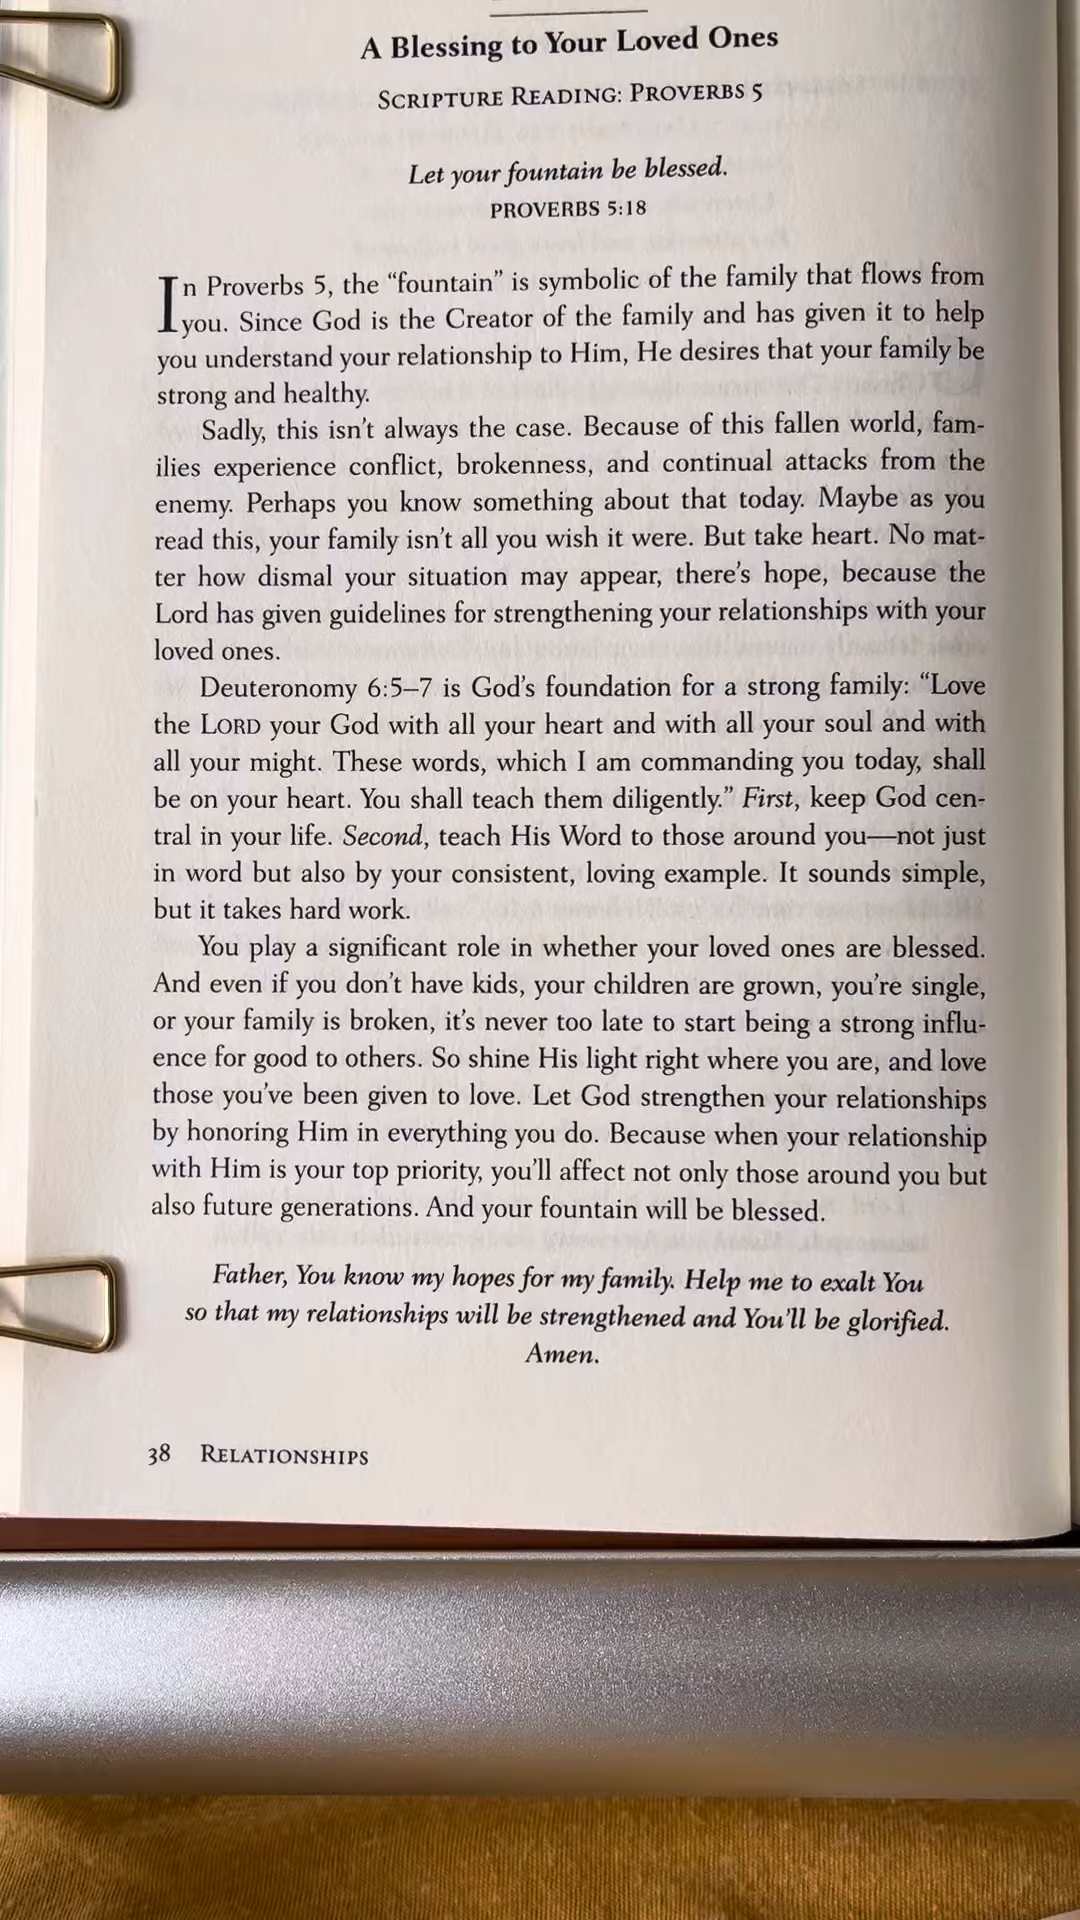 A Blessing to Your Loved Ones
SCRIPTURE READING: PROVERBS 5
Let your fountain be blessed.
PROVERBS 5:18
In Proverbs 5, the “fountain” is symbolic of the family that flows from
you. Since God is the Creator of the family and has given it to help
you understand your relationship to Him, He desires that your family be
strong and healthy.
Sadly, this isn’t always the case. Because of this fallen world, fam-
ilies experience conflict, brokenness, and continual attacks from the
enemy. Perhaps you know something about that today. Maybe as you
read this, your family isn’t all you wish it were. But take heart. No mat-
ter how dismal your situation may appear, there’s hope, because the
Lord has given guidelines for strengthening your relationships with your
loved ones.
Deuteronomy 6:5–7 is God’s foundation for a strong family: “Love
the LORD your God with all your heart and with all your soul and with
all your might. These words, which I am commanding you today, shall
be on your heart. You shall teach them diligently.” First, keep God cen-
tral in your life. Second, teach His Word to those around you—not just
in word but also by your consistent, loving example. It sounds simple,
but it takes hard work.
You play a significant role in whether your loved ones are blessed.
And even if you don’t have kids, your children are grown, you’re single,
or your family is broken, it’s never too late to start being a strong influ-
ence for good to others. So shine His light right where you are, and love
those you’ve been given to love. Let God strengthen your relationships
by honoring Him in everything you do. Because when your relationship
with Him is your top priority, you’ll affect not only those around you but
also future generations. And your fountain will be blessed.
Father, You know my hopes for my family. Help me to exalt You
so that my relationships will be strengthened and You’ll be glorified.
Amen.
38 RELATIONSHIPS